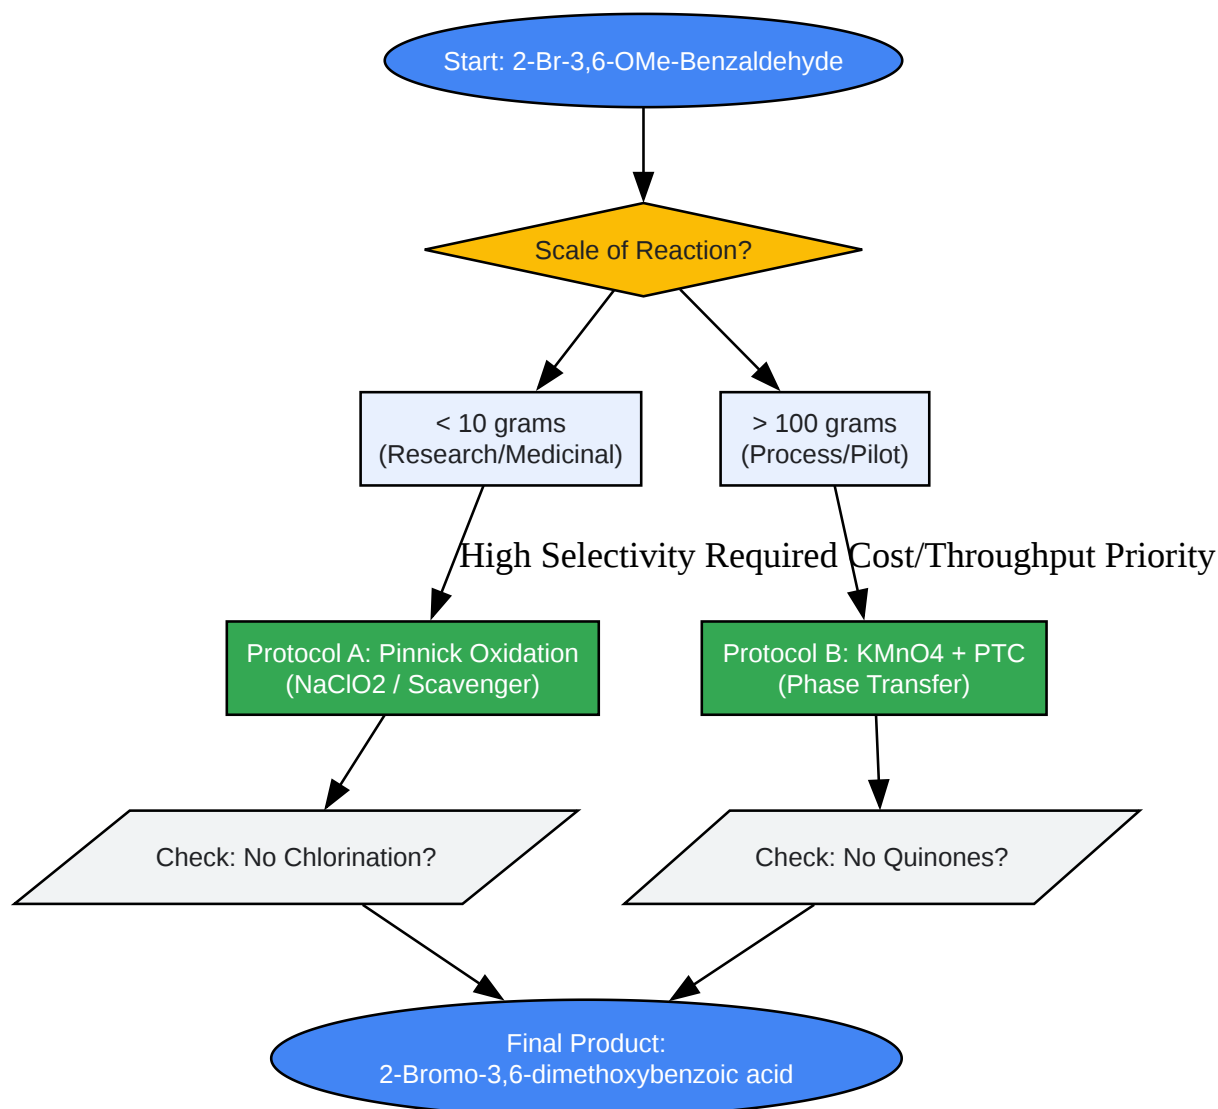 Start: 2-Br-3,6-OMe-Benzaldehyde
Scale of Reaction?
< 10 grams
(Research/Medicinal)
> 100 grams
(Process/Pilot)
High Selectivity Required
Cost/Throughput Priority
Protocol A: Pinnick Oxidation
(NaClO2 / Scavenger)
Protocol B: KMnO4 + PTC
(Phase Transfer)
Check: No Chlorination?
Check: No Quinones?
Final Product:
2-Bromo-3,6-dimethoxybenzoic acid